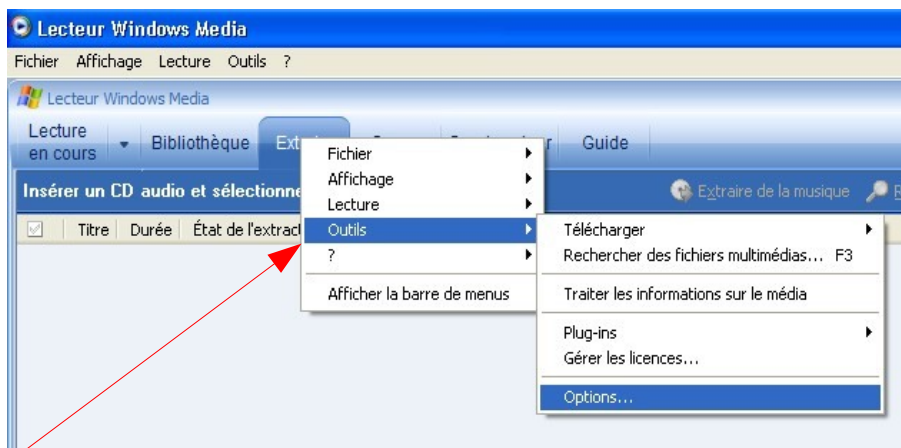 Lecteur Windows Media
Fichier Affichage Lecture Outils ?
Lecteur Windows Media
Lecture en cours Bibliothèque Guide
Insérer un CD audio et Extraire de la musique
Titre Durée État de
Fichier
Affichage
Lecture
Outils
?
Afficher la barre de menus
Télécharger
Rechercher des fichiers multimédias... F3
Traiter les informations sur le média
Plug-ins
Gérer les licences...
Options...